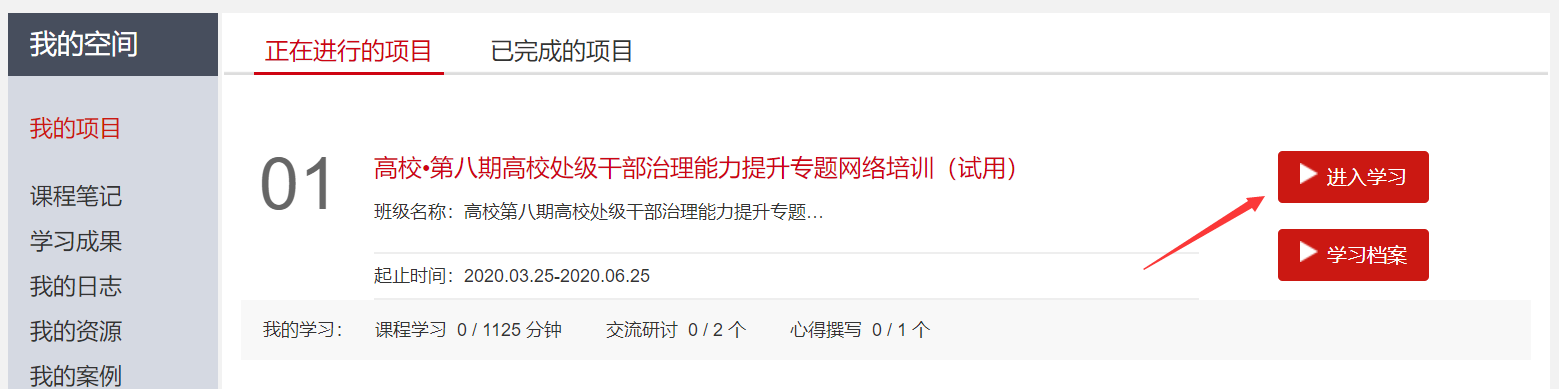 我的空间
正在进行的项目
已完成的项目
我的项目
课程笔记
学习成果
我的日志
我的资源
我的案例
01
高校•第八期高校处级干部治理能力提升专题网络培训（试用）
班级名称：高校第八期高校处级干部治理能力提升专题...
起止时间：2020.03.25-2020.06.25
进入学习
学习档案
我的学习： 课程学习 0 / 1125 分钟 交流研讨 0 / 2 个 心得撰写 0 / 1 个